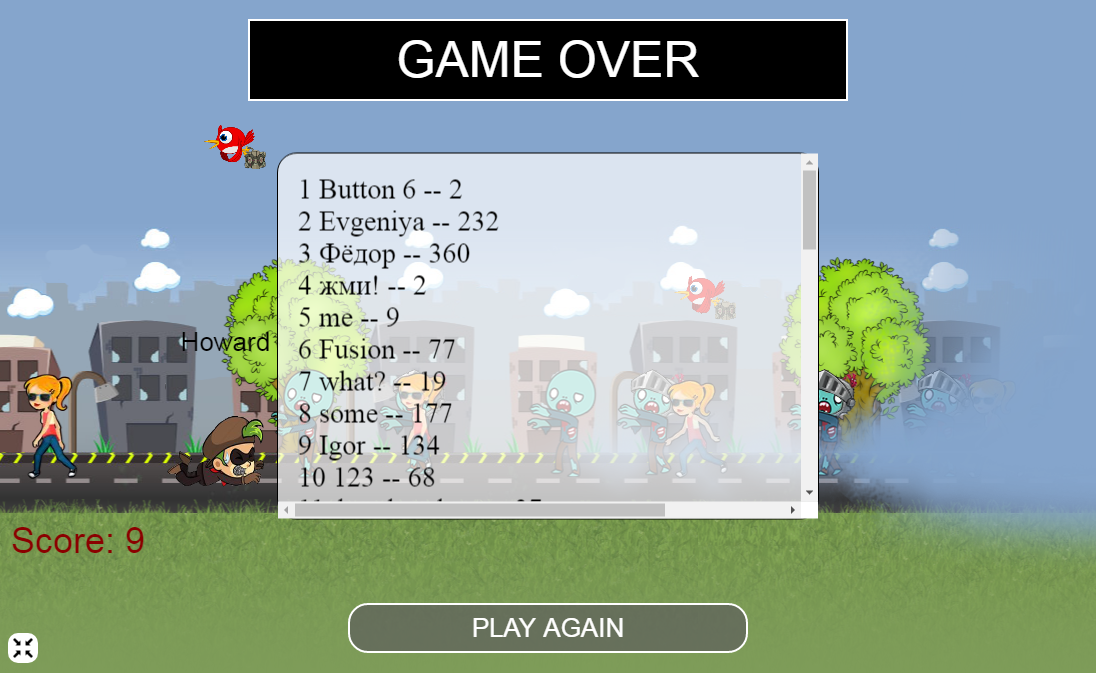 GAME OVER
1 Button 6 -- 2
2 Evgeniya -- 232
3 Фёдор -- 360
4 жми! -- 2
5 me -- 9
6 Fusion -- 77
7 what? -- 19
8 some -- 177
9 Igor -- 134
10 123 -- 68
Howard
Score: 9
PLAY AGAIN